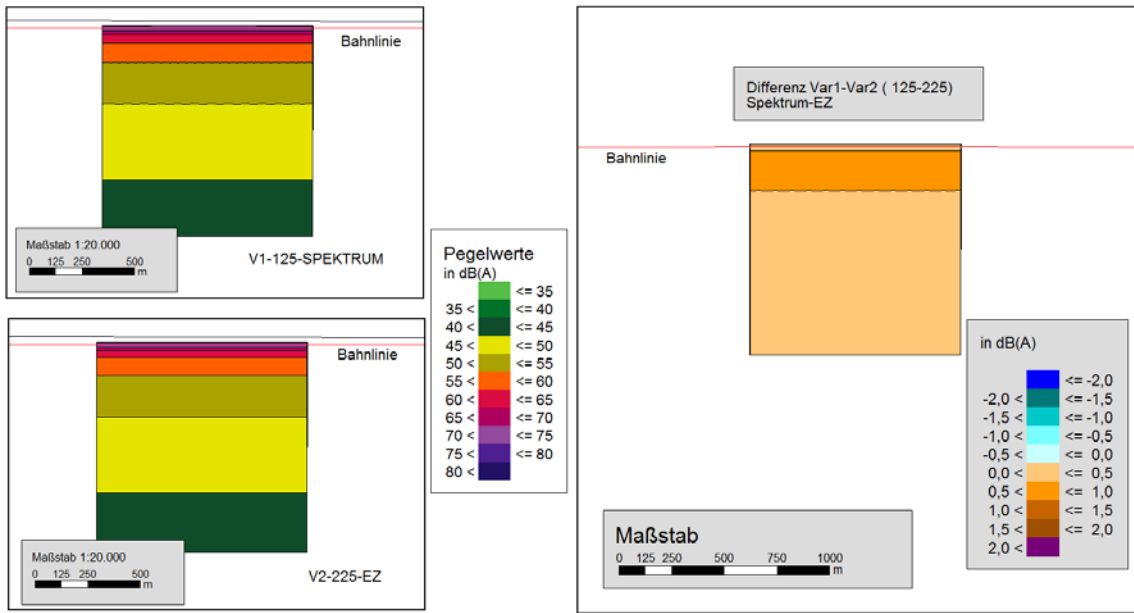 Bahnlinie
Maßstab 1:20.000
0 125 250 500
m
V1-125-SPEKTRUM
Bahnlinie
Maßstab 1:20.000
0 125 250 500
m
V2-225-EZ
Pegelwerte
in dB(A)
<= 35
35 < <= 40
40 < <= 45
45 < <= 50
50 < <= 55
55 < <= 60
60 < <= 65
65 < <= 70
70 < <= 75
75 < <= 80
80 <
Differenz Var1-Var2 ( 125-225)
Spektrum-EZ
Bahnlinie
in dB(A)
<= -2,0
-2,0 < <= -1,5
-1,5 < <= -1,0
-1,0 < <= -0,5
-0,5 < <= 0,0
0,0 < <= 0,5
0,5 < <= 1,0
1,0 < <= 1,5
1,5 < <= 2,0
2,0 <
Maßstab
0 125 250 500 750 1000
m